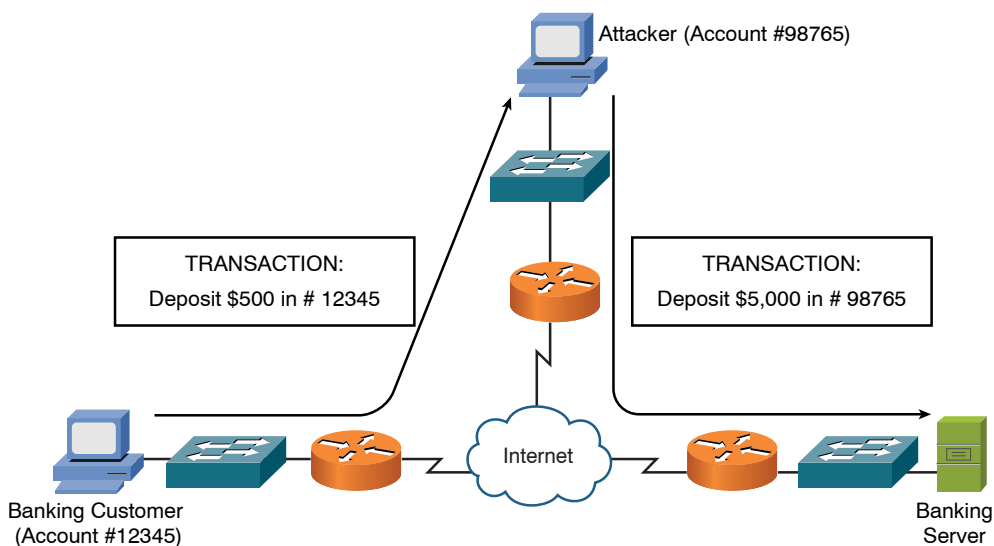 Attacker (Account #98765)
TRANSACTION:
Deposit $500 in # 12345
TRANSACTION:
Deposit $5,000 in # 98765
Internet
Banking Customer
(Account #12345)
Banking
Server